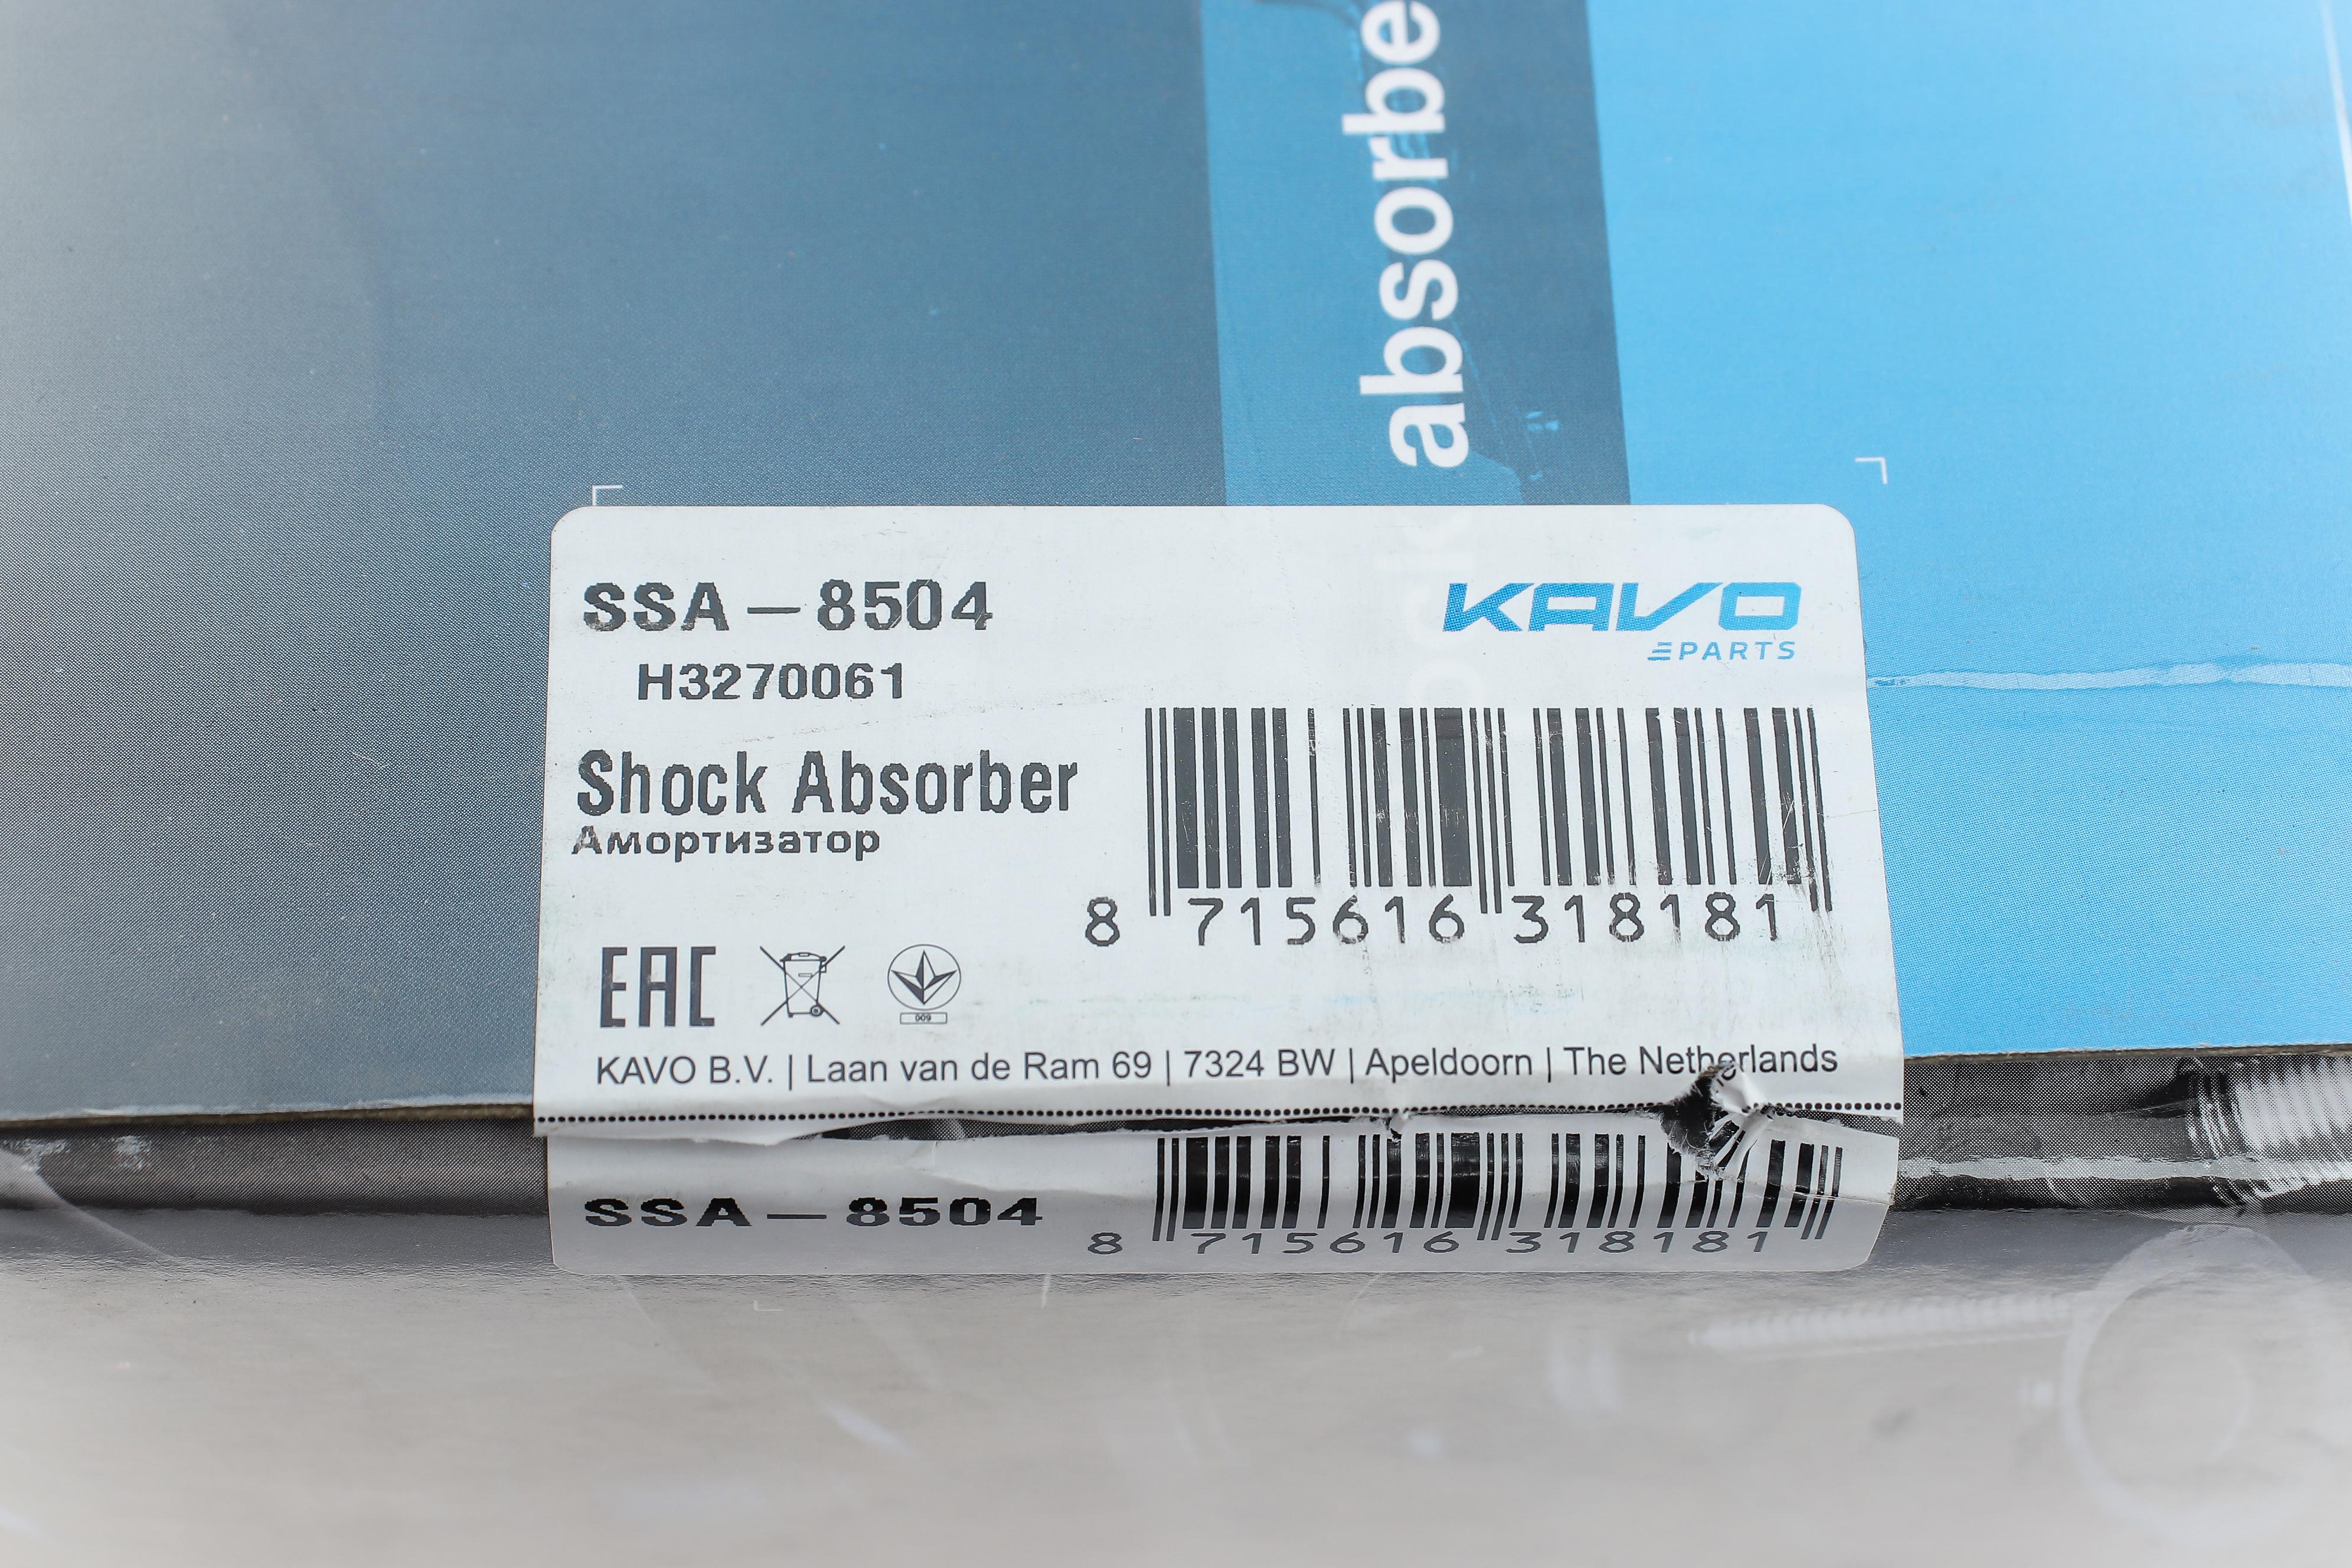 absorbe
SSA-8504
H3270061
KAVO
PARTS
Shock Absorber
Амортизатор
8 715616 318181
EAC
009
KAVO B.V. | Laan van de Ram 69 | 7324 BW | Apeldoorn | The Netherlands
SSA-8504
8 715616 318181